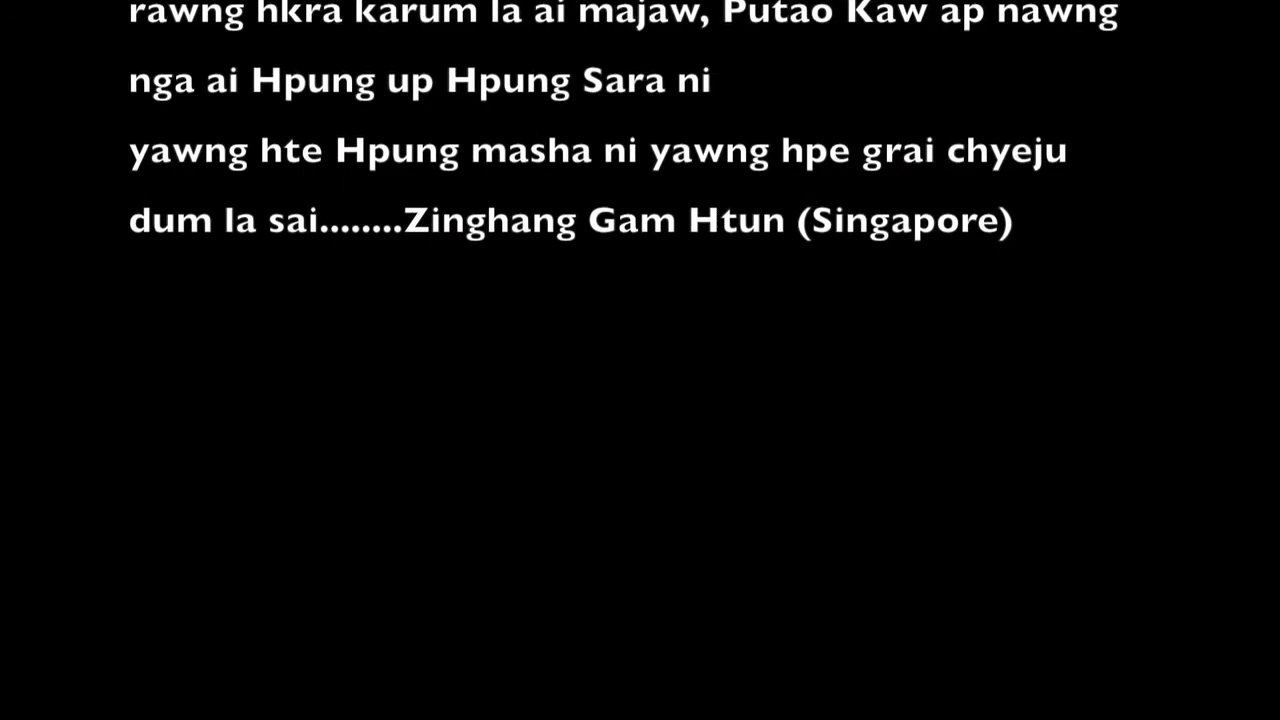 rawng hkra karum la ai majaw, Putao Kaw ap nawng
nga ai Hpung up Hpung Sara ni
yawng hte Hpung masha ni yawng hpe grai chyeju
dum la sai........Zinghang Gam Htun (Singapore)